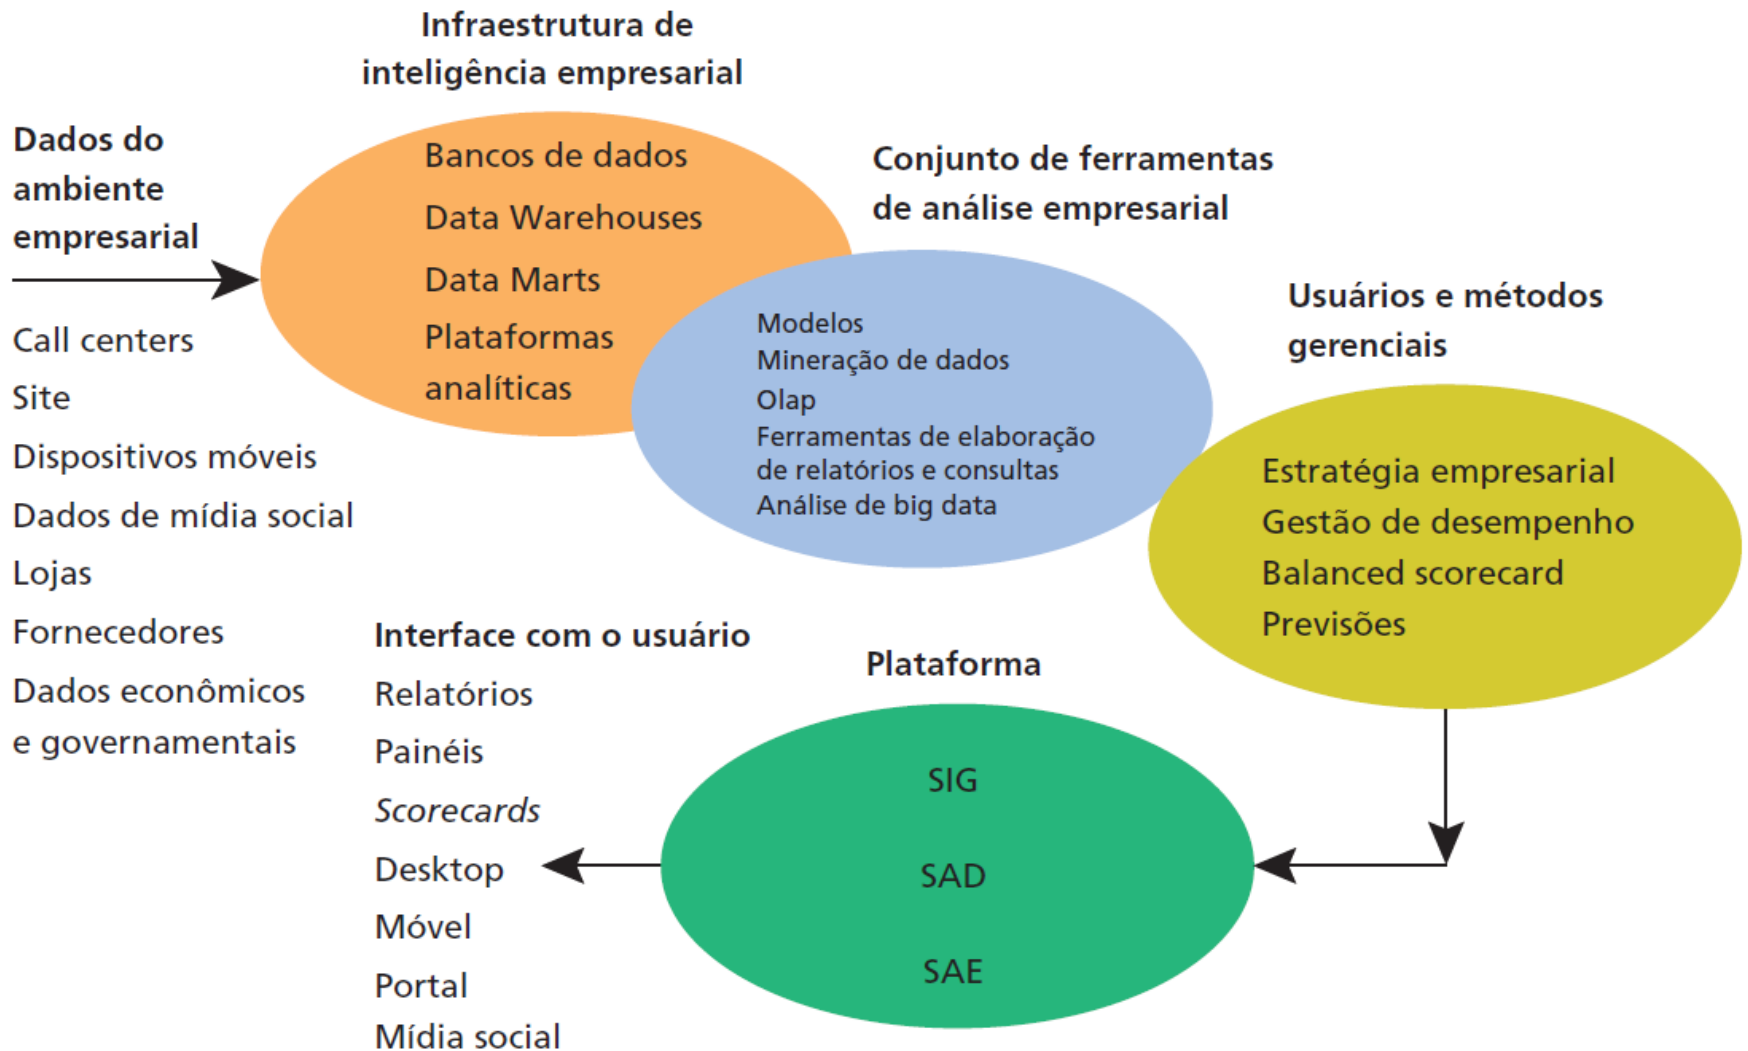 Infraestrutura de
inteligência empresarial
Dados do
ambiente
empresarial
Call centers
Site
Dispositivos móveis
Dados de mídia social
Lojas
Fornecedores
Dados econômicos
e governamentais
Bancos de dados
Data Warehouses
Data Marts
Plataformas
analíticas
Conjunto de ferramentas
de análise empresarial
Modelos
Mineração de dados
Olap
Ferramentas de elaboração
de relatórios e consultas
Análise de big data
Usuários e métodos
gerenciais
Estratégia empresarial
Gestão de desempenho
Balanced scorecard
Previsões
Plataforma
SIG
SAD
SAE
Interface com o usuário
Relatórios
Painéis
Scorecards
Desktop
Móvel
Portal
Mídia social